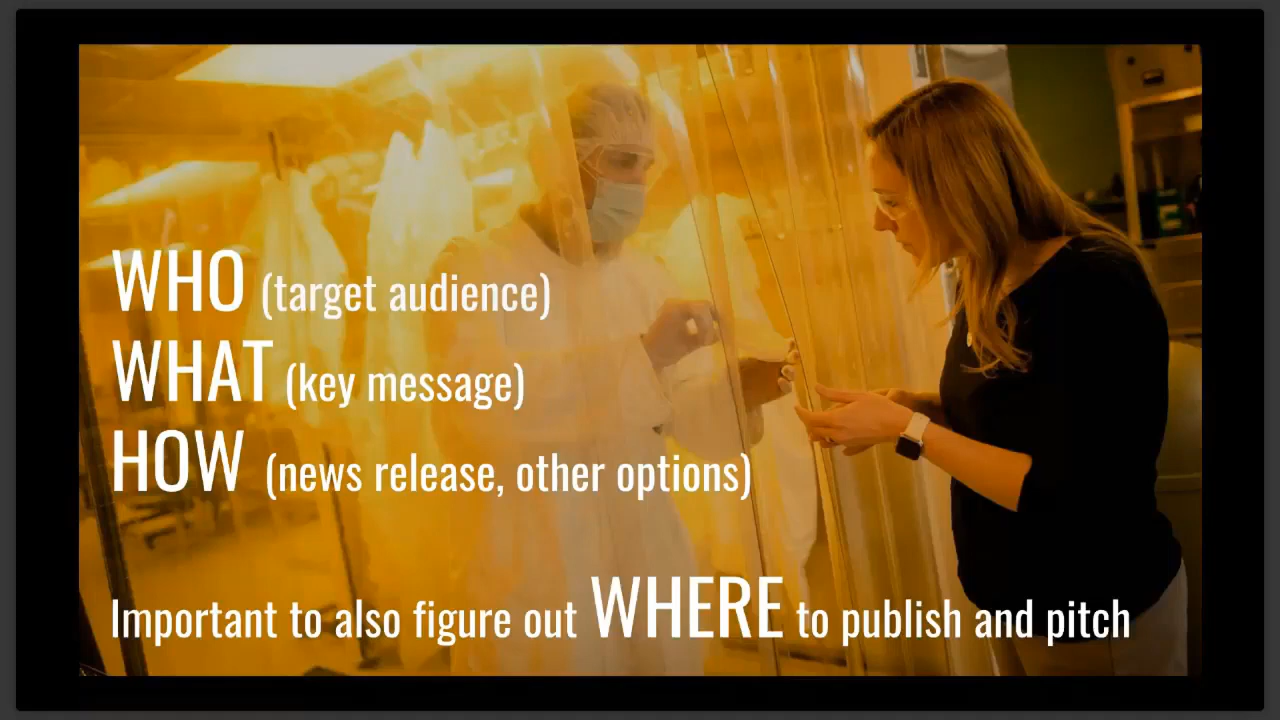 WHO (target audience)
WHAT (key message)
HOW (news release, other options)
Important to also figure out WHERE to publish and pitch